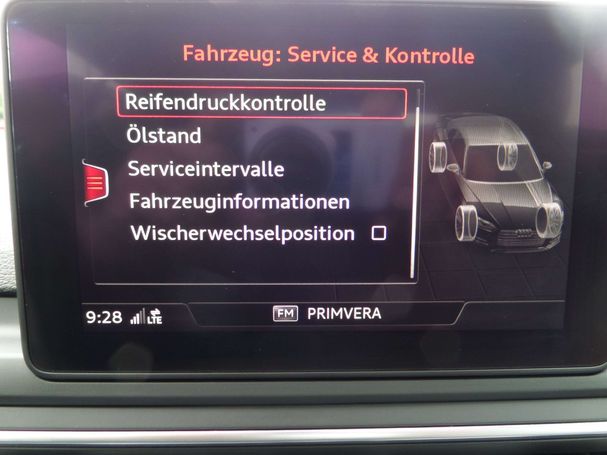 Fahrzeug: Service & Kontrolle
Reifendruckkontrolle
Ölstand
Serviceintervalle
Fahrzeuginformationen
Wischerwechselposition
9:28 LTE FM PRIMVERA